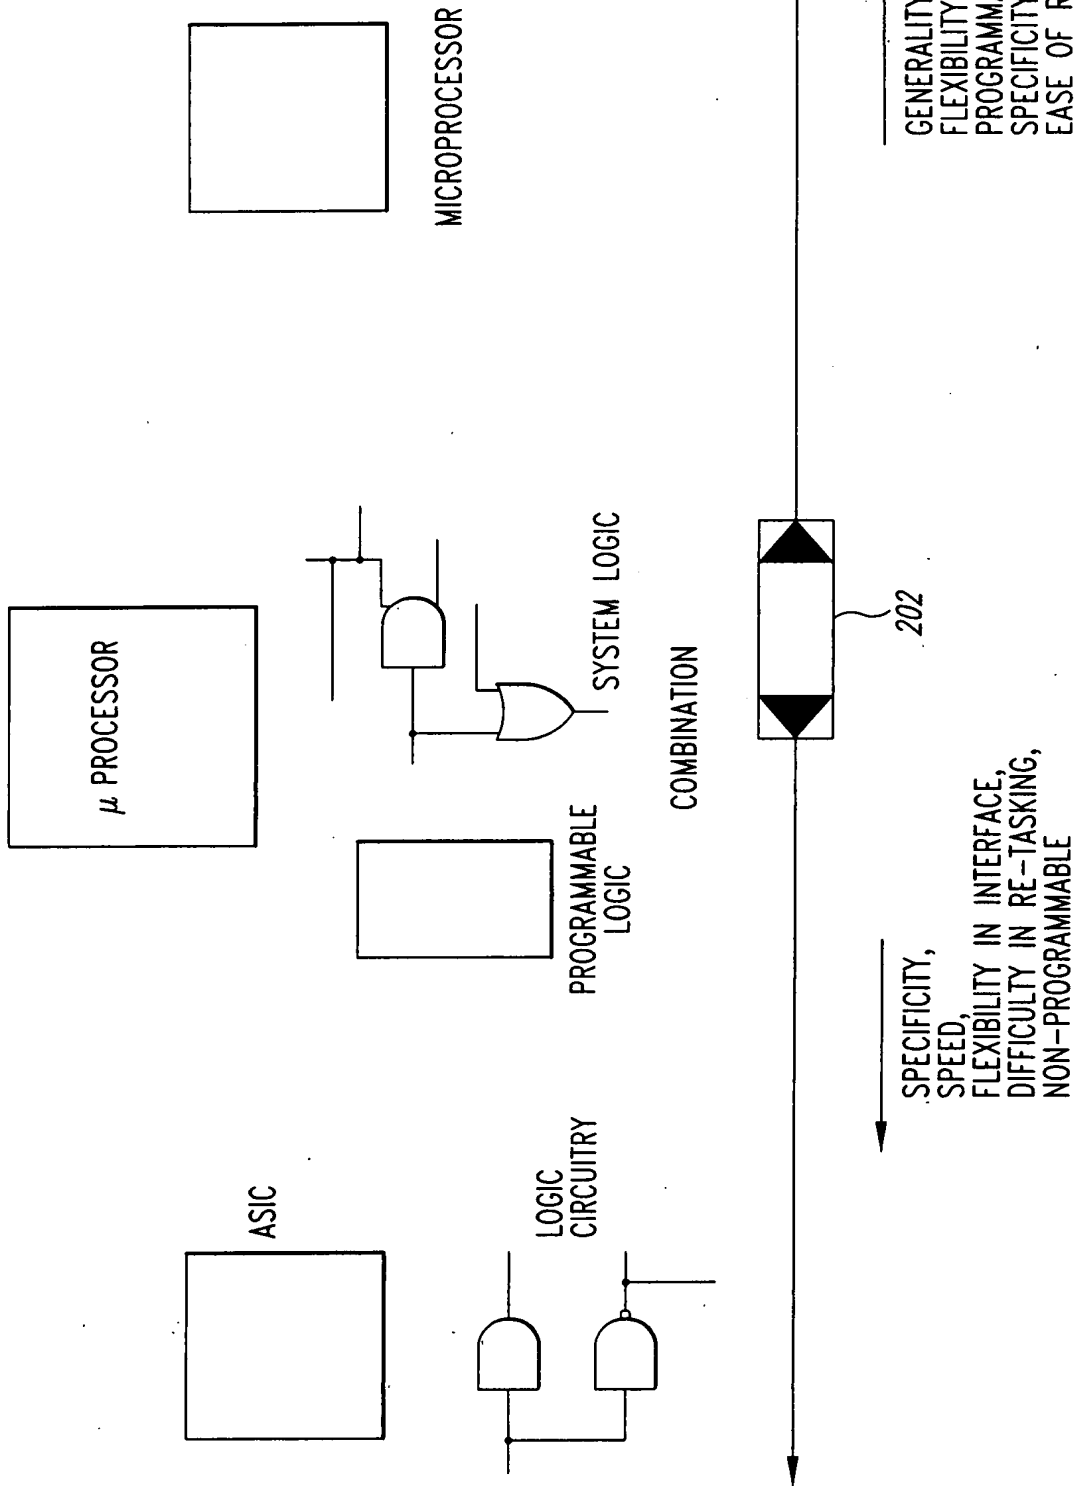 μ PROCESSOR
MICROPROCESSOR
ASIC
LOGIC
CIRCUITRY
PROGRAMMABLE
LOGIC
SYSTEM LOGIC
COMBINATION
202
SPECIFICITY,
SPEED,
FLEXIBILITY IN INTERFACE,
DIFFICULTY IN RE-TASKING,
NON-PROGRAMMABLE
GENERALITY
FLEXIBILITY
SPECIFICITY
EASE OF